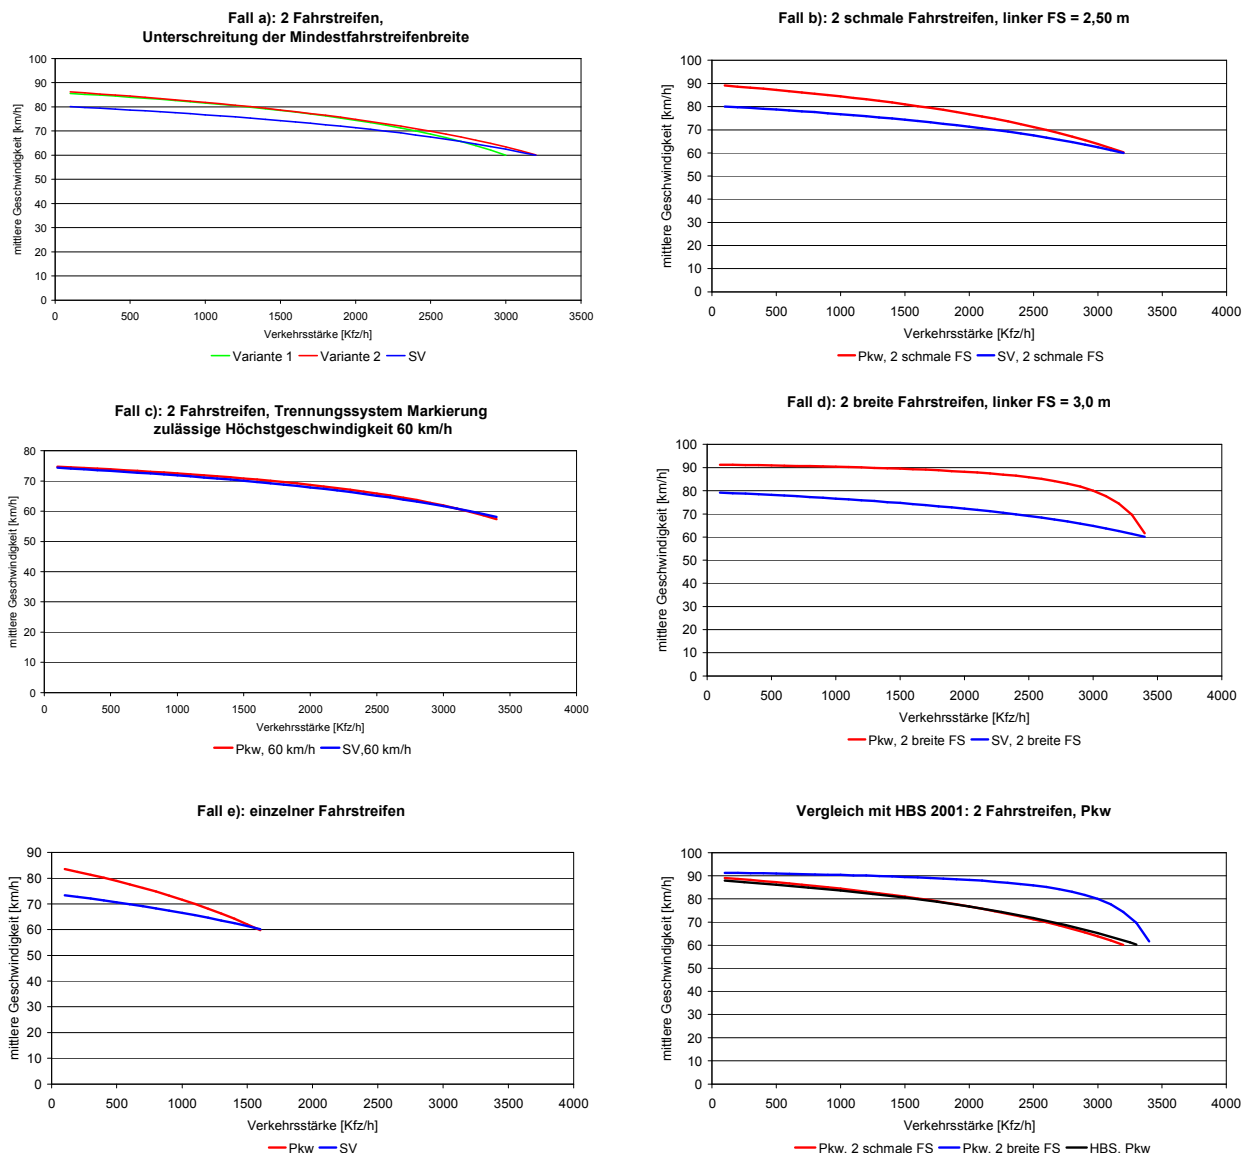 Fall a): 2 Fahrstreifen,
Unterschreitung der Mindestfahrstreifenbreite
100
90
80
70
60
50
40
30
20
10
0
mittlere Geschwindigkeit [km/h]
0 500 1000 1500 2000 2500 3000 3500
Verkehrsstärke [Kfz/h]
Variante 1 Variante 2 SV
Fall b): 2 schmale Fahrstreifen, linker FS = 2,50 m
100
90
80
70
60
50
40
30
20
10
0
mittlere Geschwindigkeit [km/h]
0 500 1000 1500 2000 2500 3000 3500 4000
Verkehrsstärke [Kfz/h]
Pkw, 2 schmale FS SV, 2 schmale FS
Fall c): 2 Fahrstreifen, Trennungssystem Markierung
zulässige Höchstgeschwindigkeit 60 km/h
80
70
60
50
40
30
20
10
0
mittlere Geschwindigkeit [km/h]
0 500 1000 1500 2000 2500 3000 3500 4000
Verkehrsstärke [Kfz/h]
Pkw, 60 km/h SV,60 km/h
Fall d): 2 breite Fahrstreifen, linker FS = 3,0 m
100
90
80
70
60
50
40
30
20
10
0
mittlere Geschwindigkeit [km/h]
0 500 1000 1500 2000 2500 3000 3500 4000
Verkehrsstärke [Kfz/h]
Pkw, 2 breite FS SV, 2 breite FS
Fall e): einzelner Fahrstreifen
90
80
70
60
50
40
30
20
10
0
mittlere Geschwindigkeit [km/h]
0 500 1000 1500 2000 2500 3000 3500 4000
Verkehrsstärke [Kfz/h]
Pkw SV
Vergleich mit HBS 2001: 2 Fahrstreifen, Pkw
100
90
80
70
60
50
40
30
20
10
0
mittlere Geschwindigkeit [km/h]
0 500 1000 1500 2000 2500 3000 3500 4000
Verkehrsstärke [Kfz/h]
Pkw, 2 schmale FS Pkw, 2 breite FS HBS, Pkw